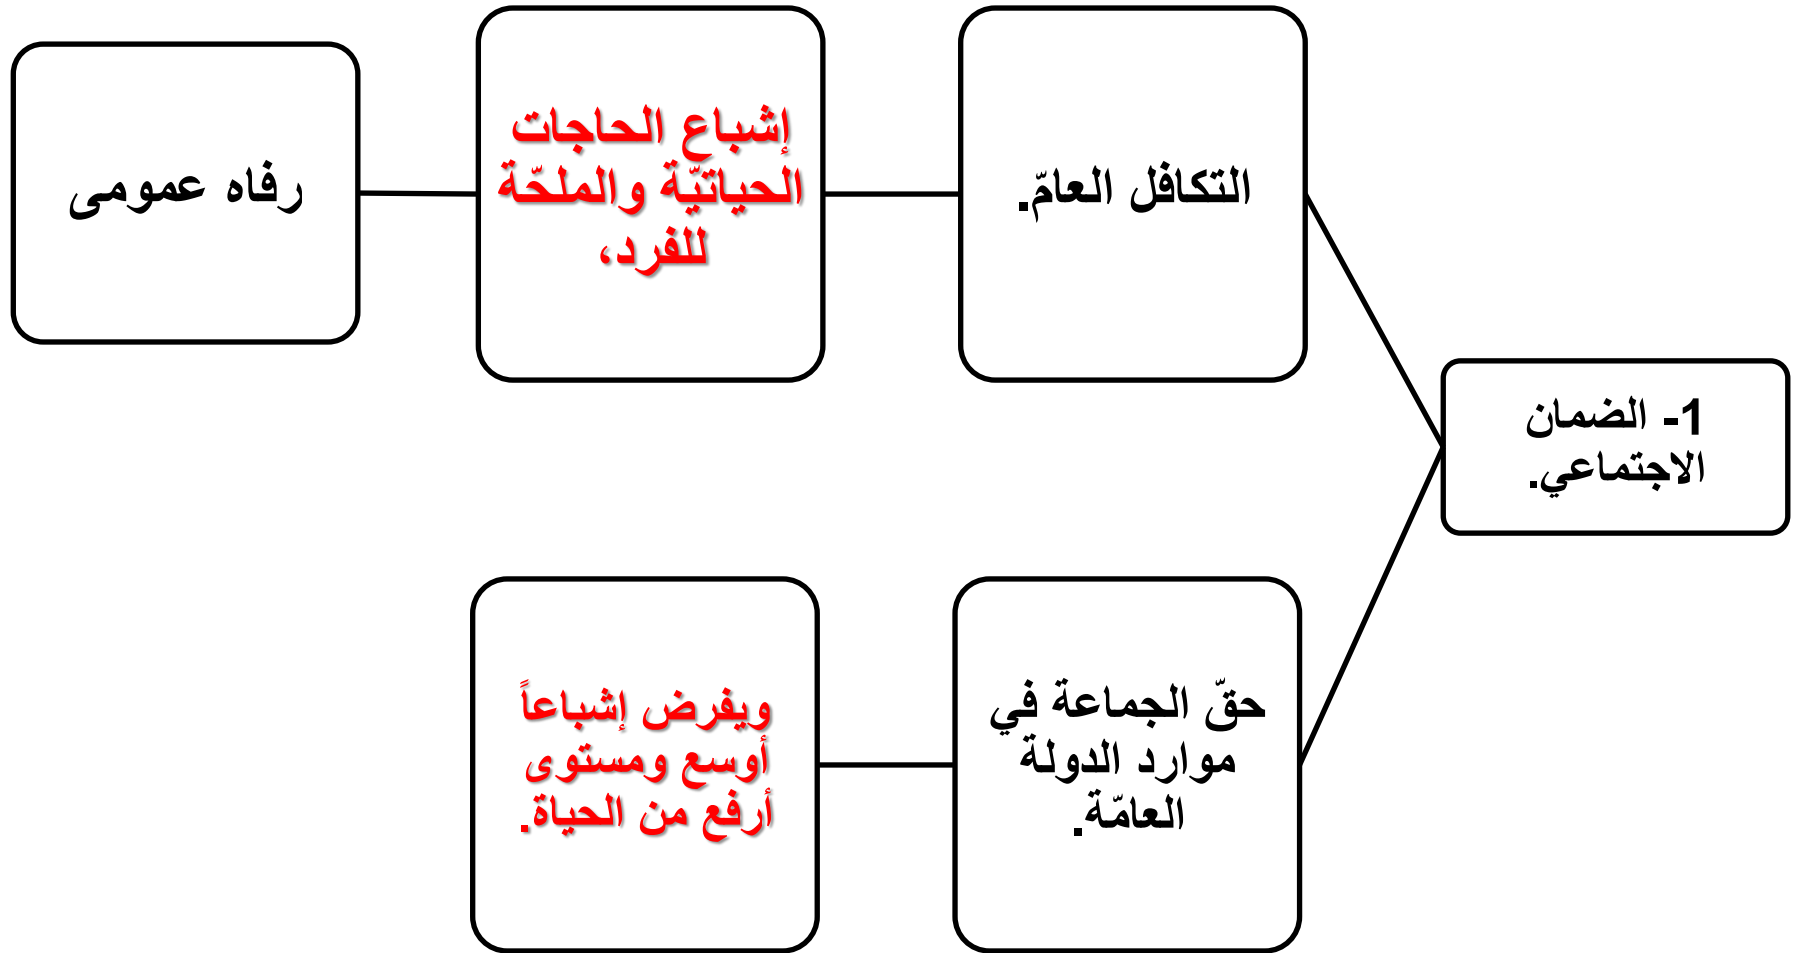 1- الضمان
الاجتماعي.
التكافل العامّ.
إشباع الحاجات
الحياتيّة والملحّة
للفرد،
رفاه عمومى
حقّ الجماعة في
موارد الدولة
العامّة.
ويفرض إشباعاً
أوسع ومستوى
أرفع من الحياة.